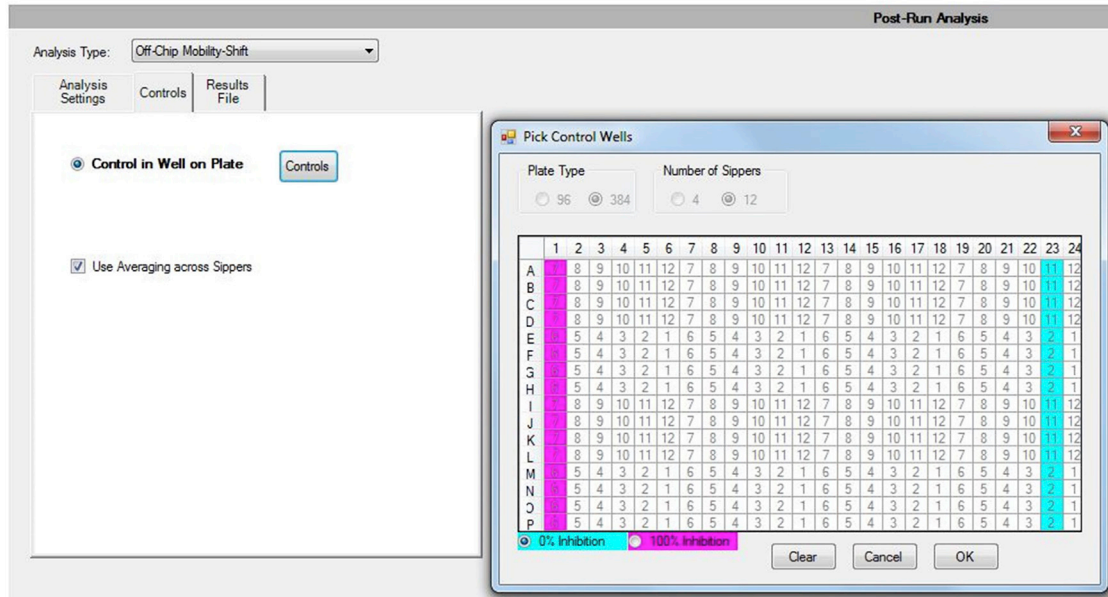 Post-Run Analysis
Analysis Type: Off-Chip Mobility-Shift
Analysis Settings Controls Results File
Control in Well on Plate Controls
Use Averaging across Sippers
Pick Control Wells
Plate Type Number of Sippers
96 384 4 12
1 2 3 4 5 6 7 8 9 10 11 12 13 14 15 16 17 18 19 20 21 22 23 24
A 7 8 9 10 11 12 7 8 9 10 11 12 7 8 9 10 11 12 7 8 9 10 11 12
B 7 8 9 10 11 12 7 8 9 10 11 12 7 8 9 10 11 12 7 8 9 10 11 12
C 7 8 9 10 11 12 7 8 9 10 11 12 7 8 9 10 11 12 7 8 9 10 11 12
D 7 8 9 10 11 12 7 8 9 10 11 12 7 8 9 10 11 12 7 8 9 10 11 12
E 6 5 4 3 2 1 6 5 4 3 2 1 6 5 4 3 2 1 6 5 4 3 2 1
F 6 5 4 3 2 1 6 5 4 3 2 1 6 5 4 3 2 1 6 5 4 3 2 1
G 6 5 4 3 2 1 6 5 4 3 2 1 6 5 4 3 2 1 6 5 4 3 2 1
H 6 5 4 3 2 1 6 5 4 3 2 1 6 5 4 3 2 1 6 5 4 3 2 1
I 7 8 9 10 11 12 7 8 9 10 11 12 7 8 9 10 11 12 7 8 9 10 11 12
J 7 8 9 10 11 12 7 8 9 10 11 12 7 8 9 10 11 12 7 8 9 10 11 12
K 7 8 9 10 11 12 7 8 9 10 11 12 7 8 9 10 11 12 7 8 9 10 11 12
L 7 8 9 10 11 12 7 8 9 10 11 12 7 8 9 10 11 12 7 8 9 10 11 12
M 6 5 4 3 2 1 6 5 4 3 2 1 6 5 4 3 2 1 6 5 4 3 2 1
N 6 5 4 3 2 1 6 5 4 3 2 1 6 5 4 3 2 1 6 5 4 3 2 1
O 6 5 4 3 2 1 6 5 4 3 2 1 6 5 4 3 2 1 6 5 4 3 2 1
P 6 5 4 3 2 1 6 5 4 3 2 1 6 5 4 3 2 1 6 5 4 3 2 1
0% Inhibition 100% Inhibition
Clear Cancel OK